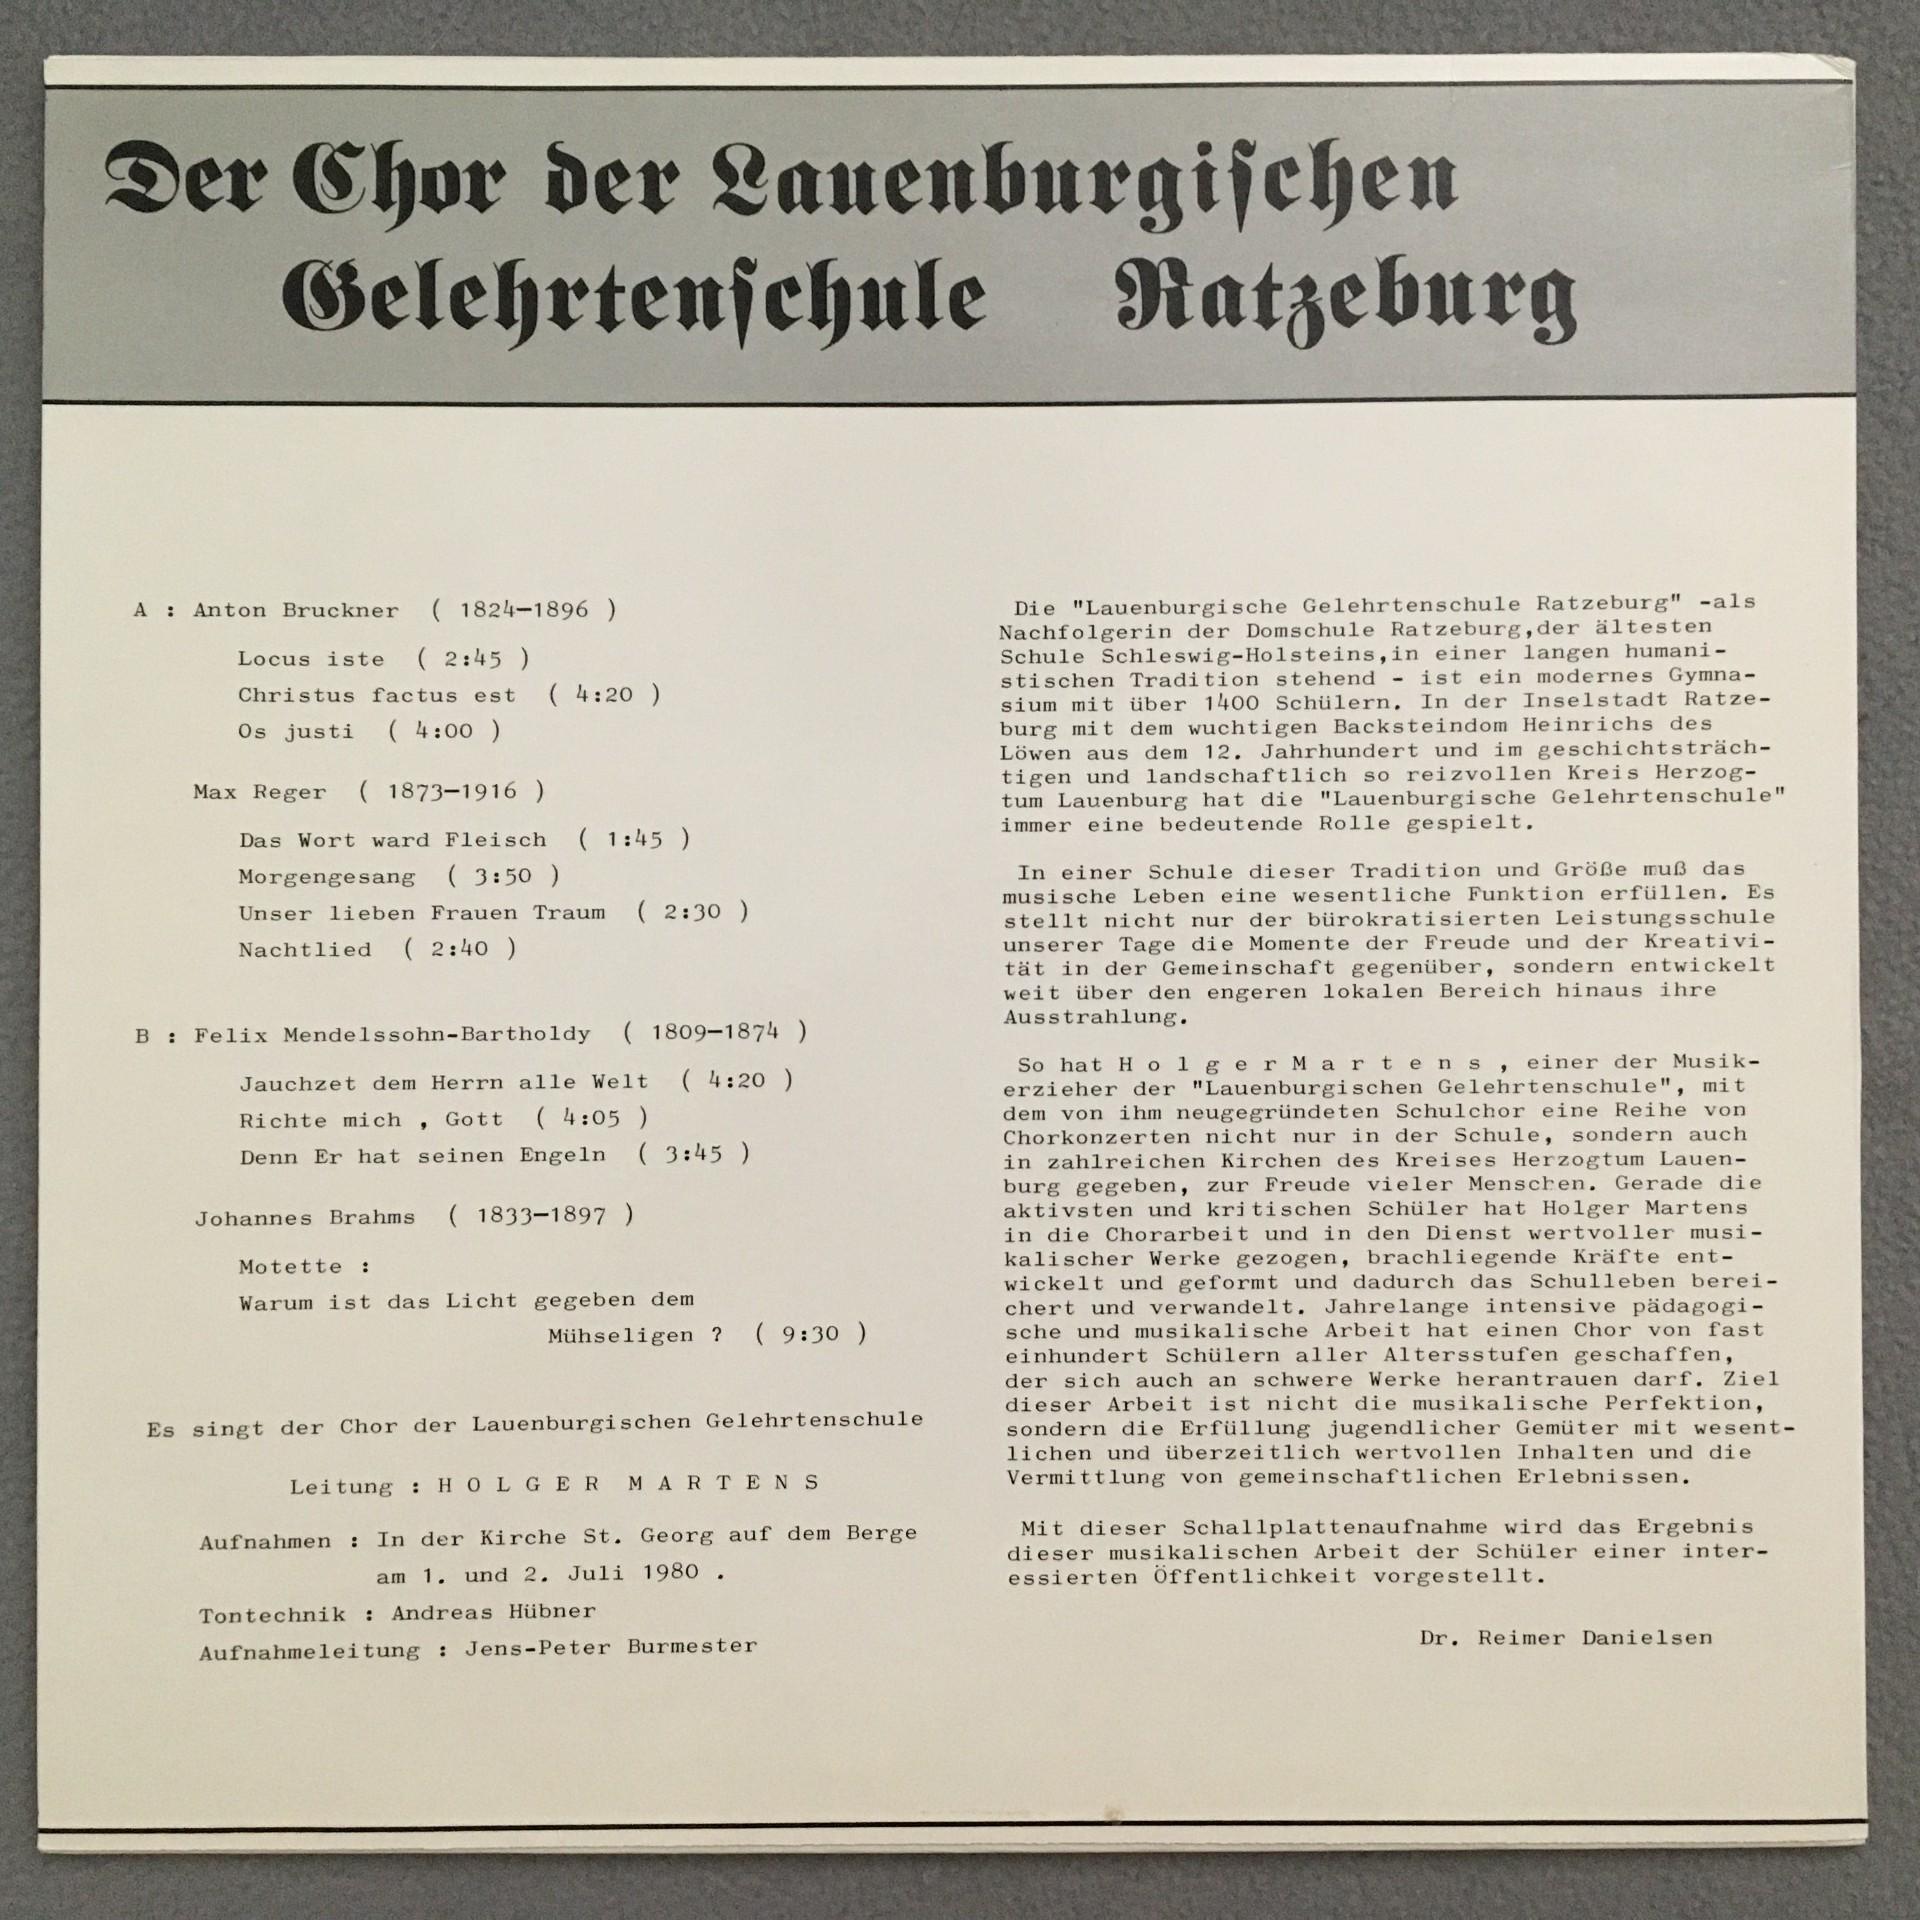 Der Chor der Lauenburgischen
Gelehrtenschule Ratzeburg
A : Anton Bruckner ( 1824-1896 )
Locus iste ( 2:45 )
Christus factus est ( 4:20 )
Os justi ( 4:00 )
Max Reger ( 1873-1916 )
Das Wort ward Fleisch ( 1:45 )
Morgengesang ( 3:50 )
Unser lieben Frauen Traum ( 2:30 )
Nachtlied ( 2:40 )
B : Felix Mendelssohn-Bartholdy ( 1809-1874 )
Jauchzet dem Herrn alle Welt ( 4:20 )
Richte mich , Gott ( 4:05 )
Denn Er hat seinen Engeln ( 3:45 )
Johannes Brahms ( 1833-1897 )
Motette :
Warum ist das Licht gegeben dem
Mühseligen ? ( 9:30 )
Es singt der Chor der Lauenburgischen Gelehrtenschule
Leitung : H O L G E R  M A R T E N S
Aufnahmen : In der Kirche St. Georg auf dem Berge
am 1. und 2. Juli 1980 .
Tontechnik : Andreas Hübner
Aufnahmeleitung : Jens-Peter Burmester
Die "Lauenburgische Gelehrtenschule Ratzeburg" -als
Nachfolgerin der Domschule Ratzeburg,der ältesten
Schule Schleswig-Holsteins,in einer langen humani-
stischen Tradition stehend - ist ein modernes Gymna-
sium mit über 1400 Schülern. In der Inselstadt Ratze-
burg mit dem wuchtigen Backsteindom Heinrichs des
Löwen aus dem 12. Jahrhundert und im geschichtsträch-
tigen und landschaftlich so reizvollen Kreis Herzog-
tum Lauenburg hat die "Lauenburgische Gelehrtenschule"
immer eine bedeutende Rolle gespielt.
In einer Schule dieser Tradition und Größe muß das
musische Leben eine wesentliche Funktion erfüllen. Es
stellt nicht nur der bürokratisierten Leistungsschule
unserer Tage die Momente der Freude und der Kreativi-
tät in der Gemeinschaft gegenüber, sondern entwickelt
weit über den engeren lokalen Bereich hinaus ihre
Ausstrahlung.
So hat H o l g e r M a r t e n s , einer der Musik-
erzieher der "Lauenburgischen Gelehrtenschule", mit
dem von ihm neugegründeten Schulchor eine Reihe von
Chorkonzerten nicht nur in der Schule, sondern auch
in zahlreichen Kirchen des Kreises Herzogtum Lauen-
burg gegeben, zur Freude vieler Menschen. Gerade die
aktivsten und kritischen Schüler hat Holger Martens
in die Chorarbeit und in den Dienst wertvoller musi-
kalischer Werke gezogen, brachliegende Kräfte ent-
wickelt und geformt und dadurch das Schulleben berei-
chert und verwandelt. Jahrelange intensive pädagogi-
sche und musikalische Arbeit hat einen Chor von fast
einhundert Schülern aller Altersstufen geschaffen,
der sich auch an schwere Werke herantrauen darf. Ziel
dieser Arbeit ist nicht die musikalische Perfektion,
sondern die Erfüllung jugendlicher Gemüter mit wesent-
lichen und überzeitlich wertvollen Inhalten und die
Vermittlung von gemeinschaftlichen Erlebnissen.
Mit dieser Schallplattenaufnahme wird das Ergebnis
dieser musikalischen Arbeit der Schüler einer inter-
essierten Öffentlichkeit vorgestellt.
Dr. Reimer Danielsen